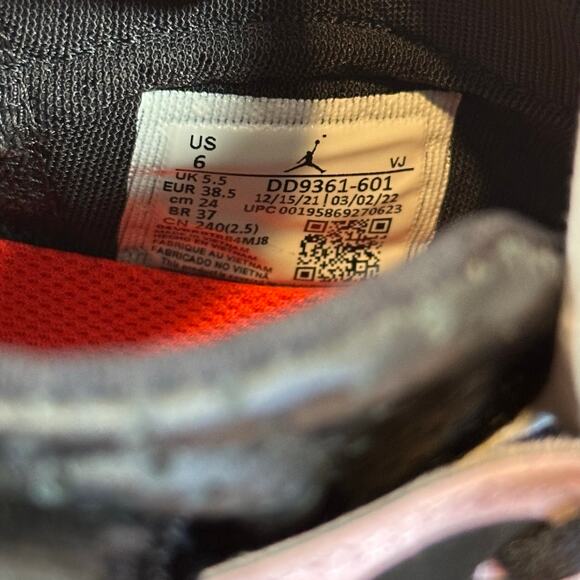 US
6
VJ
UK 5.5
EUR 38.5
cm 24
BR 37
CN 240(2.5)
DD9361-601
12/15/21 | 03/02/22
UPC 00195869270623
FABRIQUE AU VIETNAM
FABRICADO NO VIETNÃ